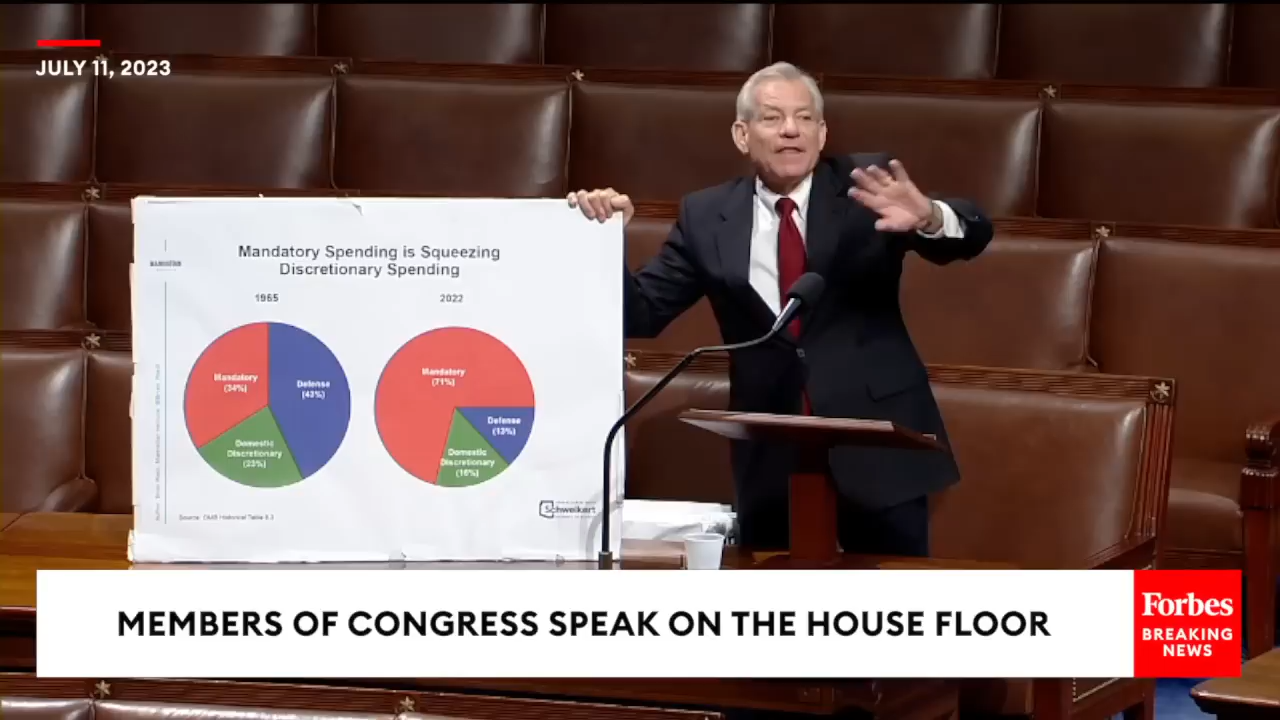 JULY 11, 2023
MANHATTAN
Mandatory Spending is Squeezing
Discretionary Spending
1965
2022
Mandatory
(34%)
Defense
(43%)
Domestic
Discretionary
(23%)
Mandatory
(71%)
Defense
(13%)
Domestic
Discretionary
(16%)
Source: OMB Historical Table 8.3
Schweikert
MEMBERS OF CONGRESS SPEAK ON THE HOUSE FLOOR
Forbes
BREAKING
NEWS